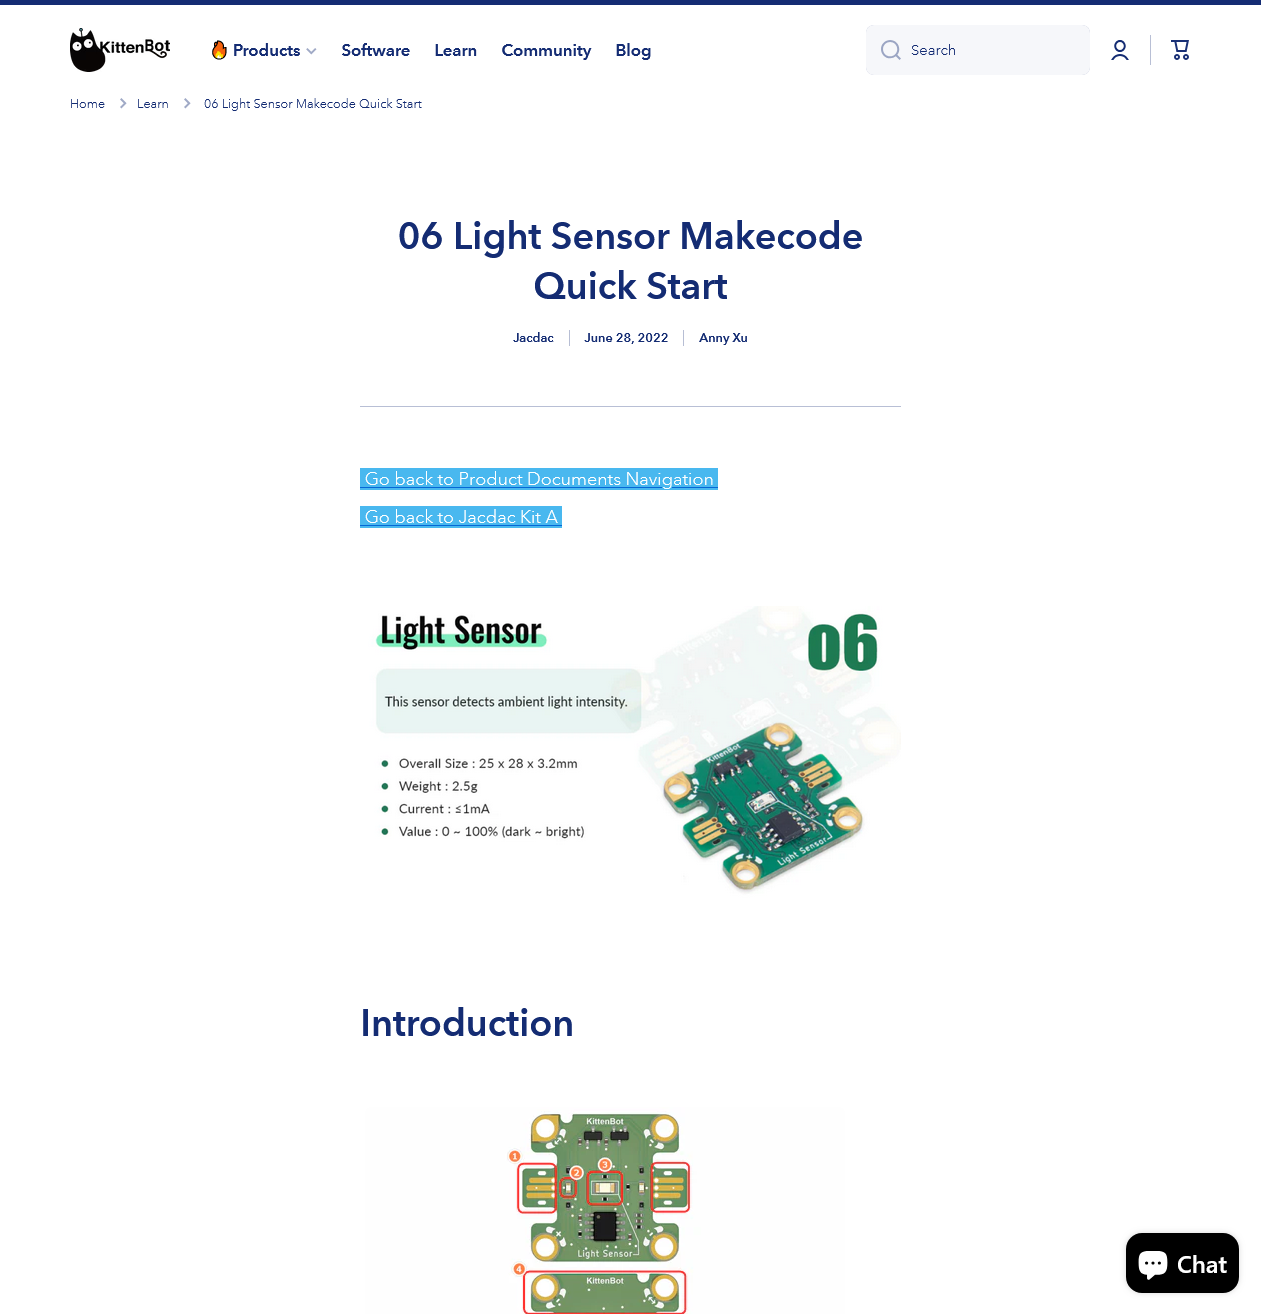 KittenBot
Products
Software
Learn
Community
Blog
Search
Home
Learn
06 Light Sensor Makecode Quick Start
06 Light Sensor Makecode
Quick Start
Jacdac
June 28, 2022
Anny Xu
Go back to Product Documents Navigation
Go back to Jacdac Kit A
Light Sensor
06
This sensor detects ambient light intensity.
Overall Size : 25 x 28 x 3.2mm
Weight : 2.5g
Current : ≤1mA
Value : 0 ~ 100% (dark ~ bright)
KittenBot
Light Sensor
Introduction
KittenBot
1
2
3
Light Sensor
4
KittenBot
Chat